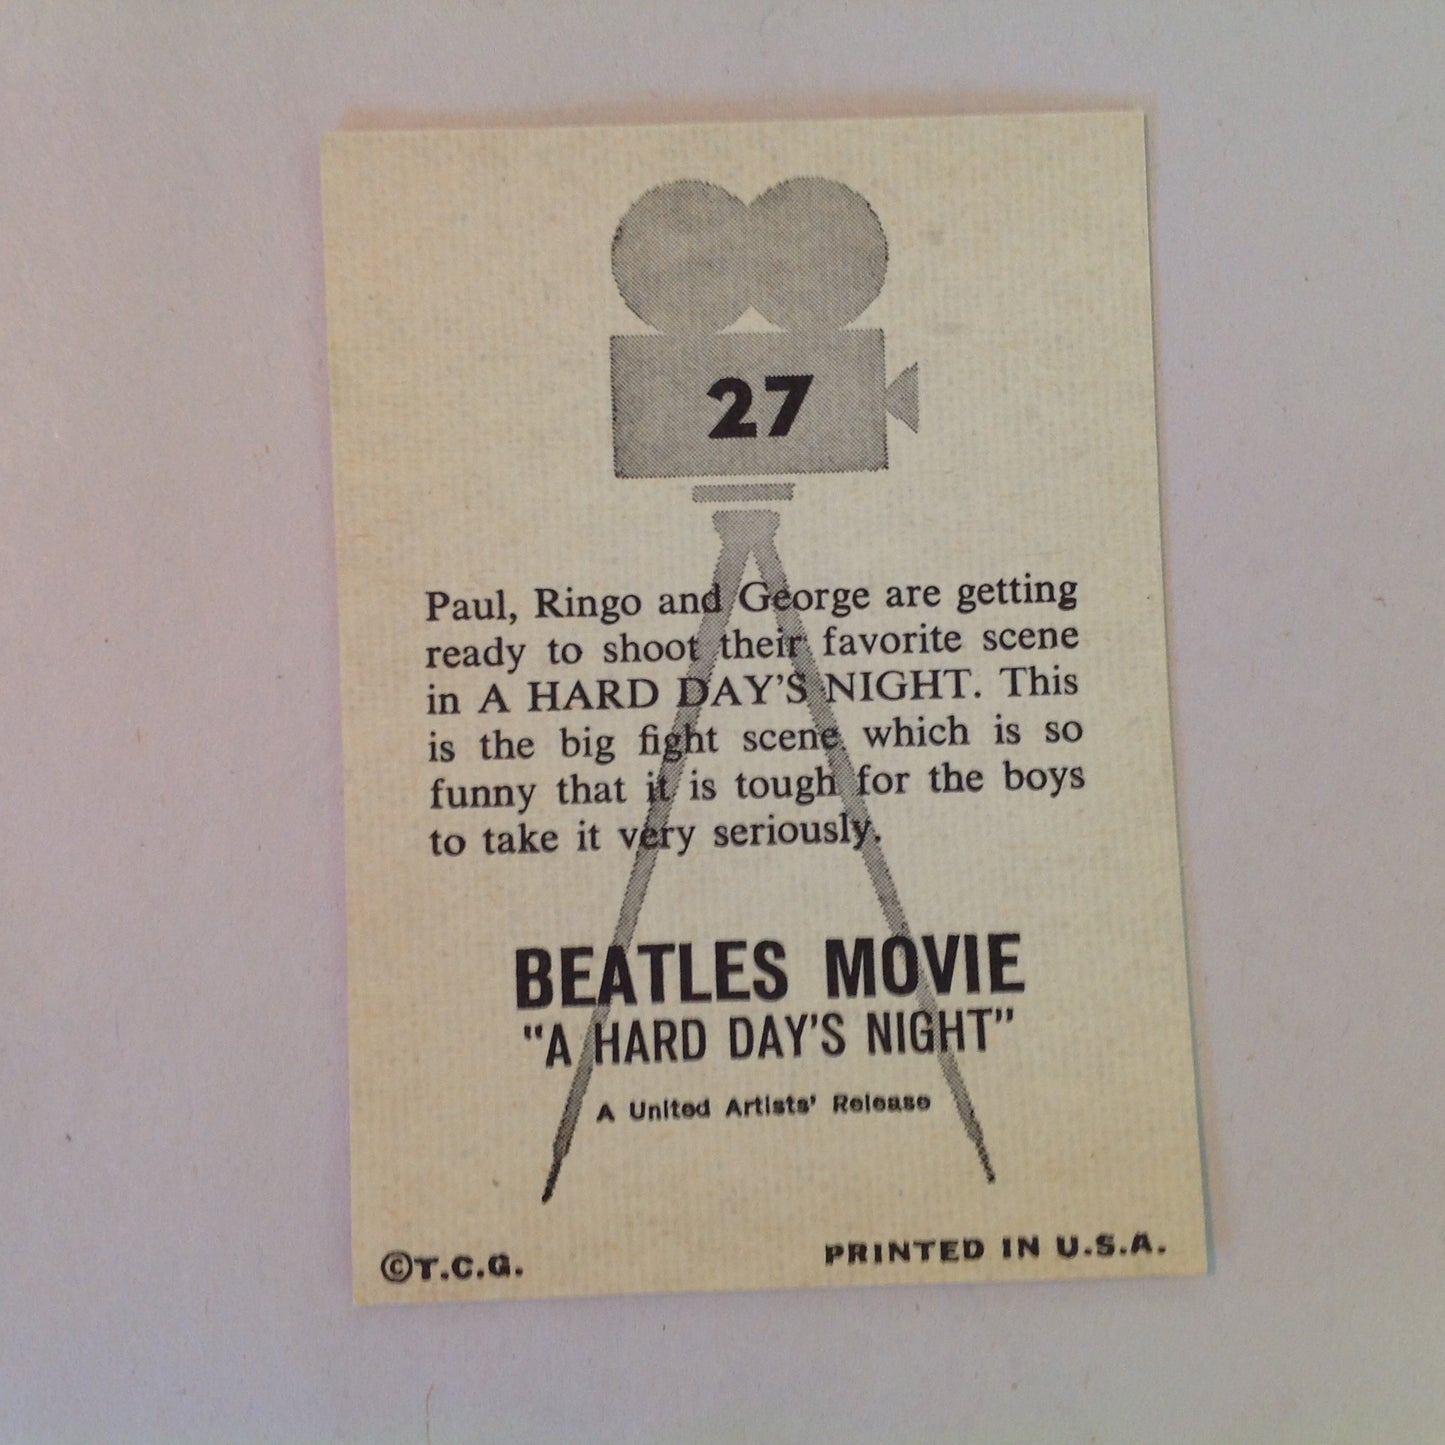 27
Paul, Ringo and George are getting
ready to shoot their favorite scene
in A HARD DAY'S NIGHT. This
is the big fight scene which is so
funny that it is tough for the boys
to take it very seriously.
BEATLES MOVIE
"A HARD DAY'S NIGHT"
A United Artists' Release
©T.C.G.
PRINTED IN U.S.A.